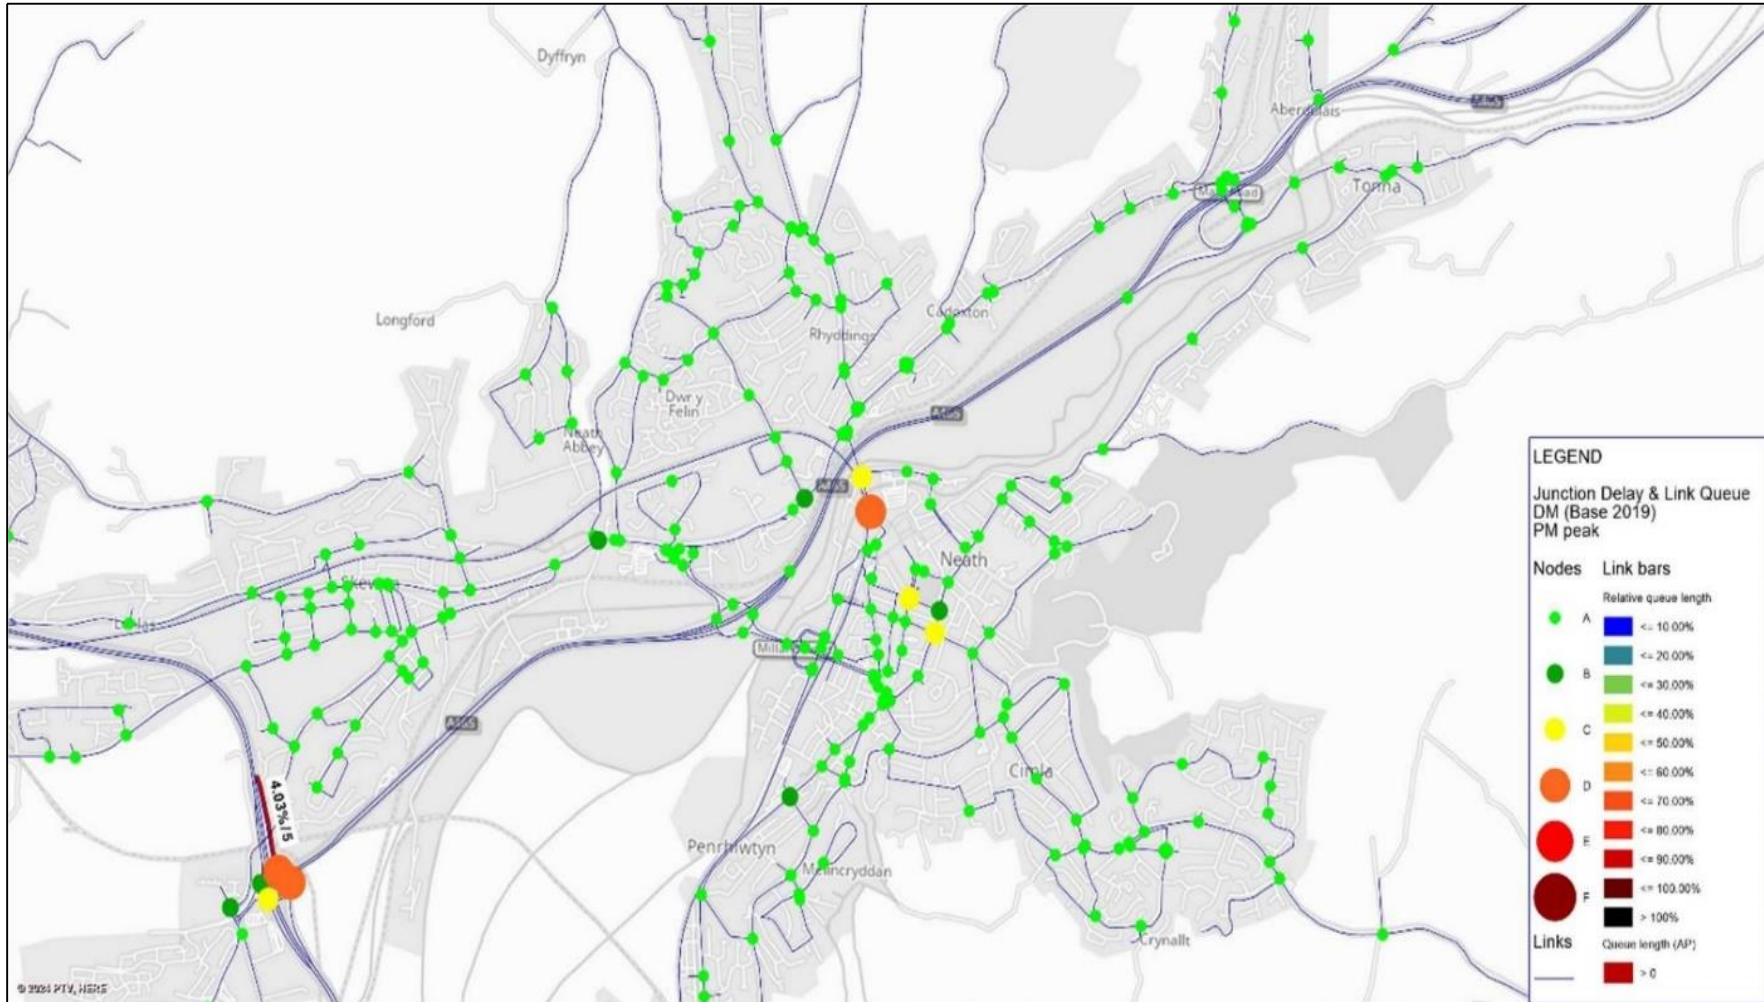 Dyffryn
A465
Aberdulais
Tonna
Longford
Cadoxton
Rhyddings
Dwr y
Felin
A465
Neath
Abbey
A465
Neath
A465
Cimla
4.03%/5
Penrhiwtyn
Melincryddan
Crynallt
© 2024 PTV, HERE
LEGEND
Junction Delay & Link Queue
DM (Base 2019)
PM peak
Nodes Link bars
Relative queue length
A <= 10.00%
<= 20.00%
B <= 30.00%
<= 40.00%
C <= 50.00%
<= 60.00%
D <= 70.00%
<= 80.00%
E <= 90.00%
F <= 100.00%
> 100%
Links Queue length (AP)
> 0